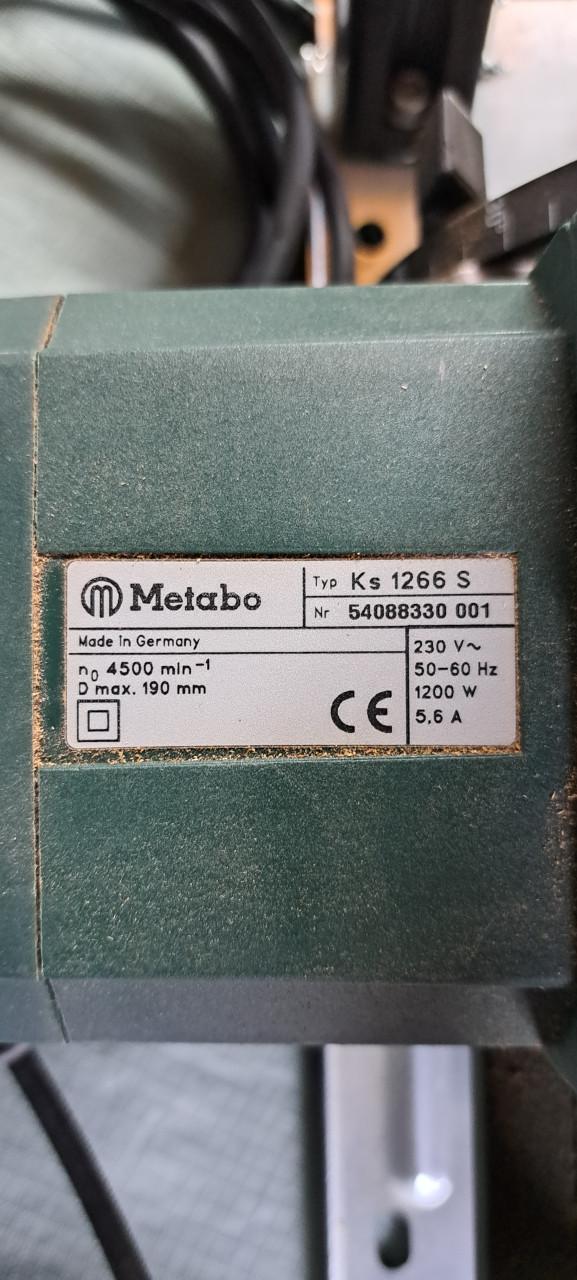 Metabo
Typ Ks 1266 S
Nr 54088330 001
Made in Germany
n0 4500 min-1
D max. 190 mm
CE
230 V~
50-60 Hz
1200 W
5,6 A